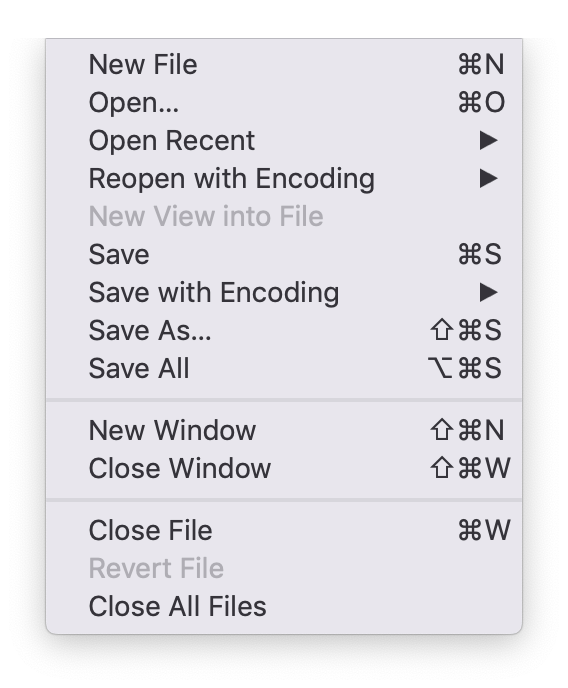 New File ⌘N
Open... ⌘O
Open Recent ▶
Reopen with Encoding ▶
New View into File
Save ⌘S
Save with Encoding ▶
Save As... ⇧⌘S
Save All ⌥⌘S
New Window ⇧⌘N
Close Window ⇧⌘W
Close File ⌘W
Revert File
Close All Files